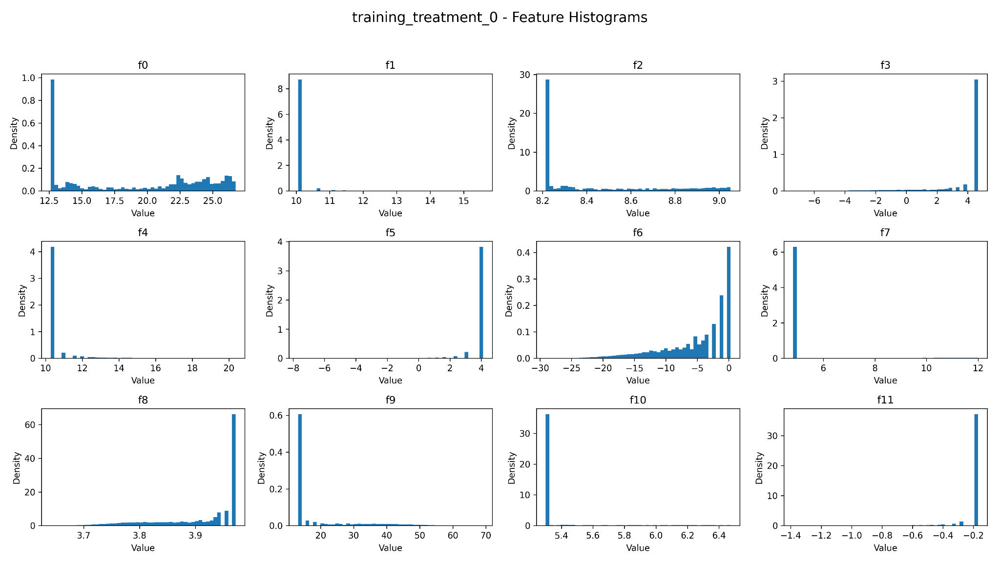 training_treatment_0 - Feature Histograms
f0
1.0
0.8
0.6
0.4
0.2
0.0
Density
12.5 15.0 17.5 20.0 22.5 25.0
Value
f1
8
6
4
2
0
Density
10 11 12 13 14 15
Value
f2
30
20
10
0
Density
8.2 8.4 8.6 8.8 9.0
Value
f3
3
2
1
0
Density
−6 −4 −2 0 2 4
Value
f4
4
3
2
1
0
Density
10 12 14 16 18 20
Value
f5
4
3
2
1
0
Density
−8 −6 −4 −2 0 2 4
Value
f6
0.4
0.3
0.2
0.1
0.0
Density
−30 −25 −20 −15 −10 −5 0
Value
f7
6
4
2
0
Density
6 8 10 12
Value
f8
60
40
20
0
Density
3.7 3.8 3.9
Value
f9
0.6
0.4
0.2
0.0
Density
20 30 40 50 60 70
Value
f10
30
20
10
0
Density
5.4 5.6 5.8 6.0 6.2 6.4
Value
f11
30
20
10
0
Density
−1.4 −1.2 −1.0 −0.8 −0.6 −0.4 −0.2
Value